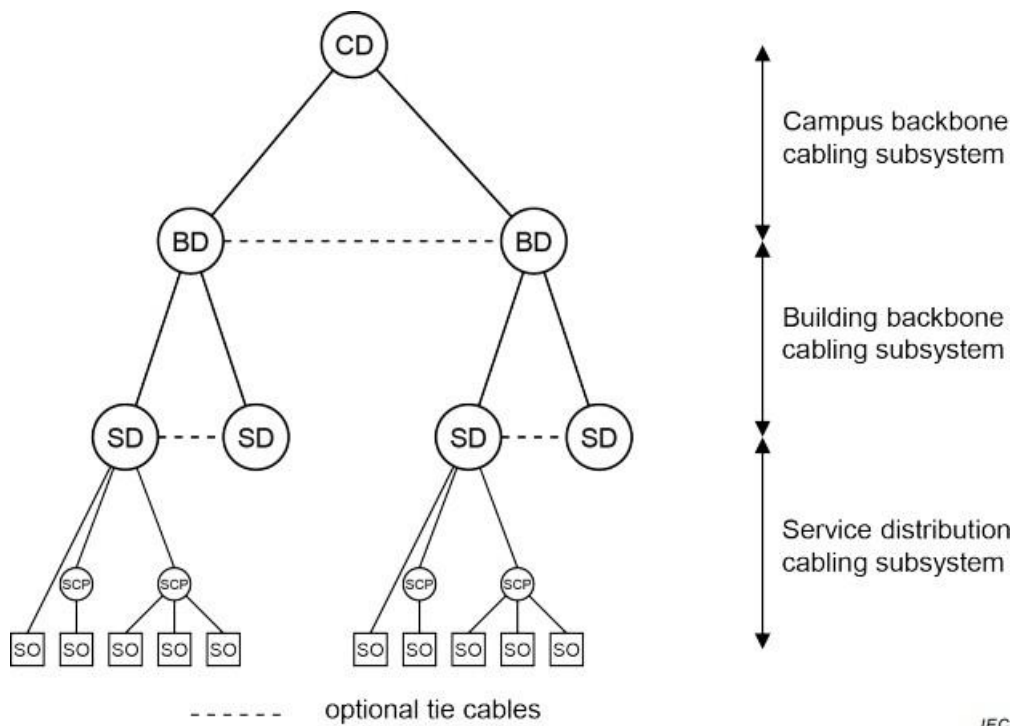 CD
Campus backbone
cabling subsystem
BD BD
Building backbone
cabling subsystem
SD SD SD SD
Service distribution
cabling subsystem
SCP SCP SCP SCP
SO SO SO SO SO SO SO SO SO SO
optional tie cables
IEC